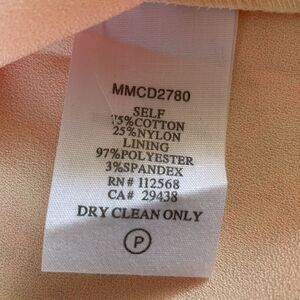 MMCD2780
SELF
75%COTTON
25%NYLON
LINING
97%POLYESTER
3%SPANDEX
RN# 112568
CA# 29438
DRY CLEAN ONLY
P